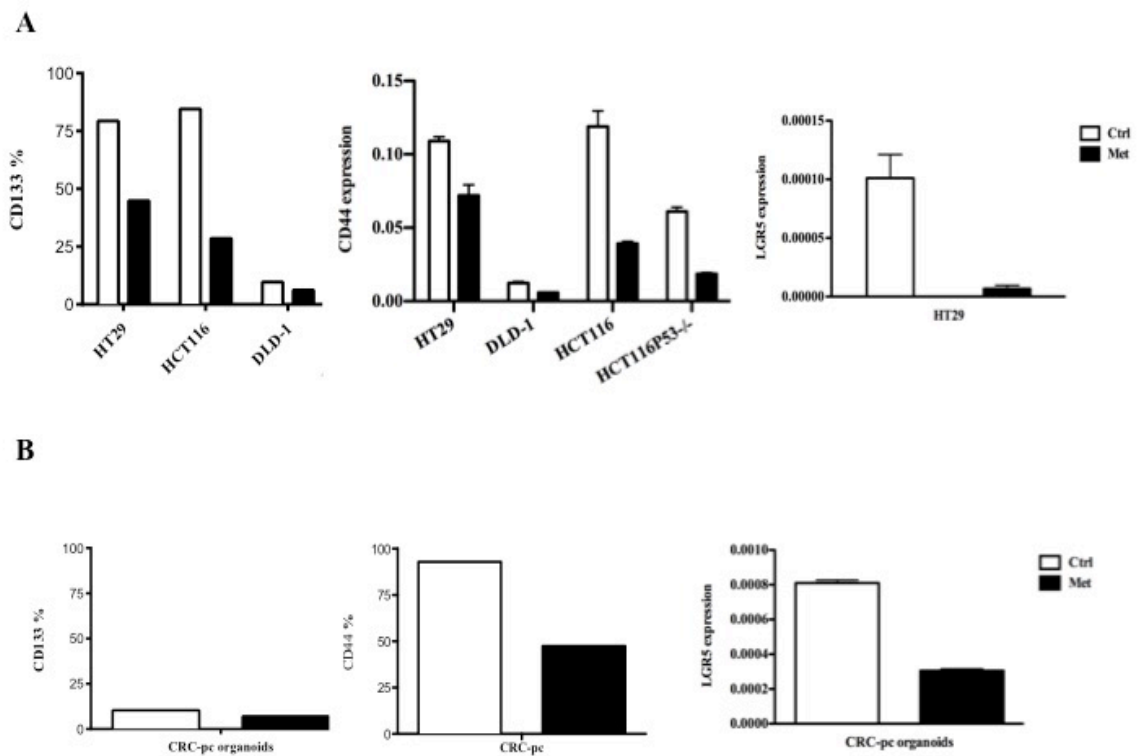 A
100
75
50
25
0
CD133 %
HT29
HCT116
DLD-1
0.15
0.10
0.05
0.00
CD44 expression
HT29
DLD-1
HCT116
HCT116P53-/-
0.00015
0.00010
0.00005
0.00000
LGR5 expression
HT29
Ctrl
Met
B
100
75
50
25
0
CD133 %
CRC-pc organoids
100
75
50
25
0
CD44 %
CRC-pc
0.0010
0.0008
0.0006
0.0004
0.0002
0.0000
LGR5 expression
CRC-pc organoids
Ctrl
Met